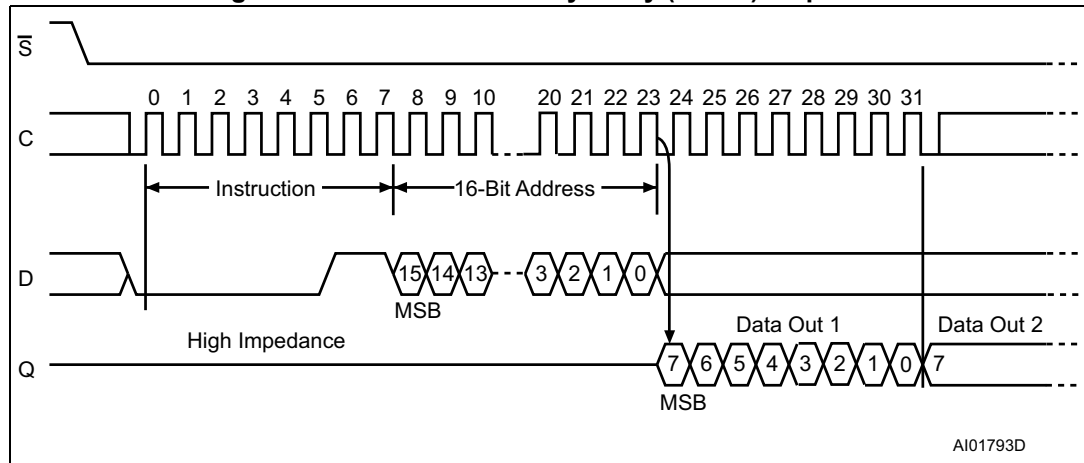 S
0 1 2 3 4 5 6 7 8 9 10 20 21 22 23 24 25 26 27 28 29 30 31
C
Instruction 16-Bit Address
D 15 14 13 3 2 1 0
MSB
High Impedance Data Out 1 Data Out 2
Q 7 6 5 4 3 2 1 0 7
MSB
AI01793D